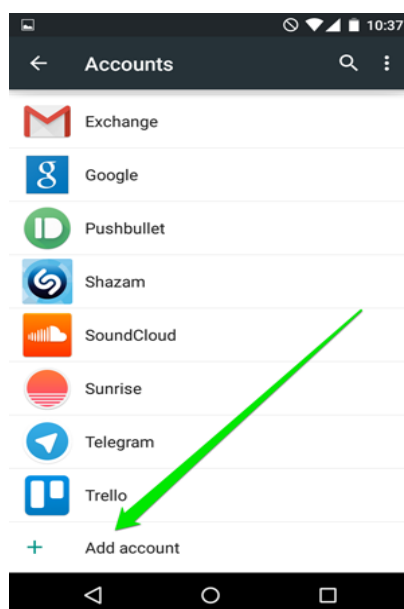 10:37
Accounts
Exchange
Google
Pushbullet
Shazam
SoundCloud
Sunrise
Telegram
Trello
Add account